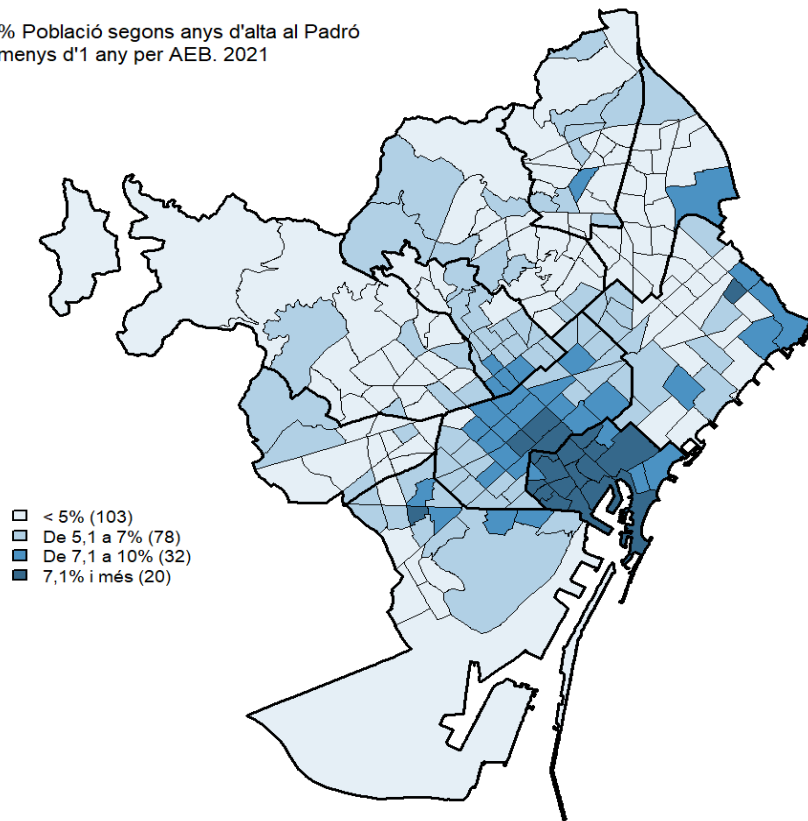 % Població segons anys d'alta al Padró
menys d'1 any per AEB. 2021
< 5% (103)
De 5,1 a 7% (78)
De 7,1 a 10% (32)
7,1% i més (20)